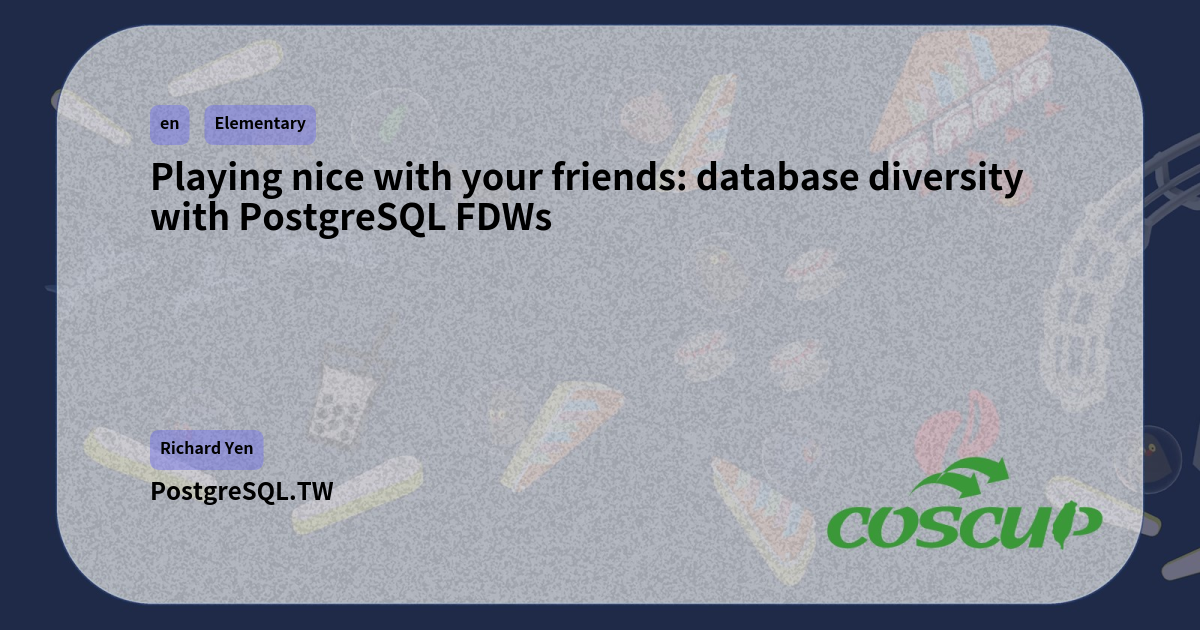 en Elementary
Playing nice with your friends: database diversity
with PostgreSQL FDWs
Richard Yen
PostgreSQL.TW
COSCUP